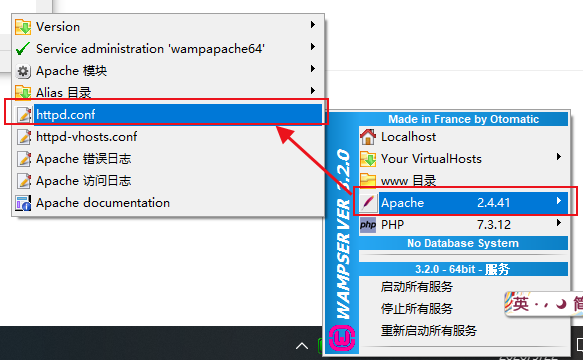 Version
Service administration 'wampapache64'
Apache 模块
Alias 目录
httpd.conf
httpd-vhosts.conf
Apache 错误日志
Apache 访问日志
Apache documentation
Made in France by Otomatic
Localhost
Your VirtualHosts
www 目录
Apache 2.4.41
PHP 7.3.12
No Database System
3.2.0 - 64bit - 服务
启动所有服务
停止所有服务
重新启动所有服务
WAMPSERVER 3.2.0
php
英 简